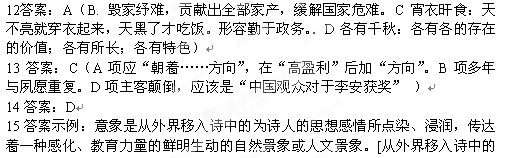 12答案：A（B. 毁家纾难，贡献出全部家产，缓解国家危难。C 宵衣旰食：天
不亮就穿衣起来，天黑了才吃饭。形容勤于政务。. D 各有千秋：各有各的存在
的价值；各有所长；各有特色）
13 答案：C（A 项应“朝着……方向”，在“高盈利”后加“方向”。B 项多年
与夙愿重复。D 项主客颠倒，应该是“中国观众对于李安获奖” ）
14 答案：D
15 答案示例：意象是从外界移入诗中的为诗人的思想感情所点染、浸润，传达
着一种感化、教育力量的鲜明生动的自然景象或人文景象。[从外界移入诗中的